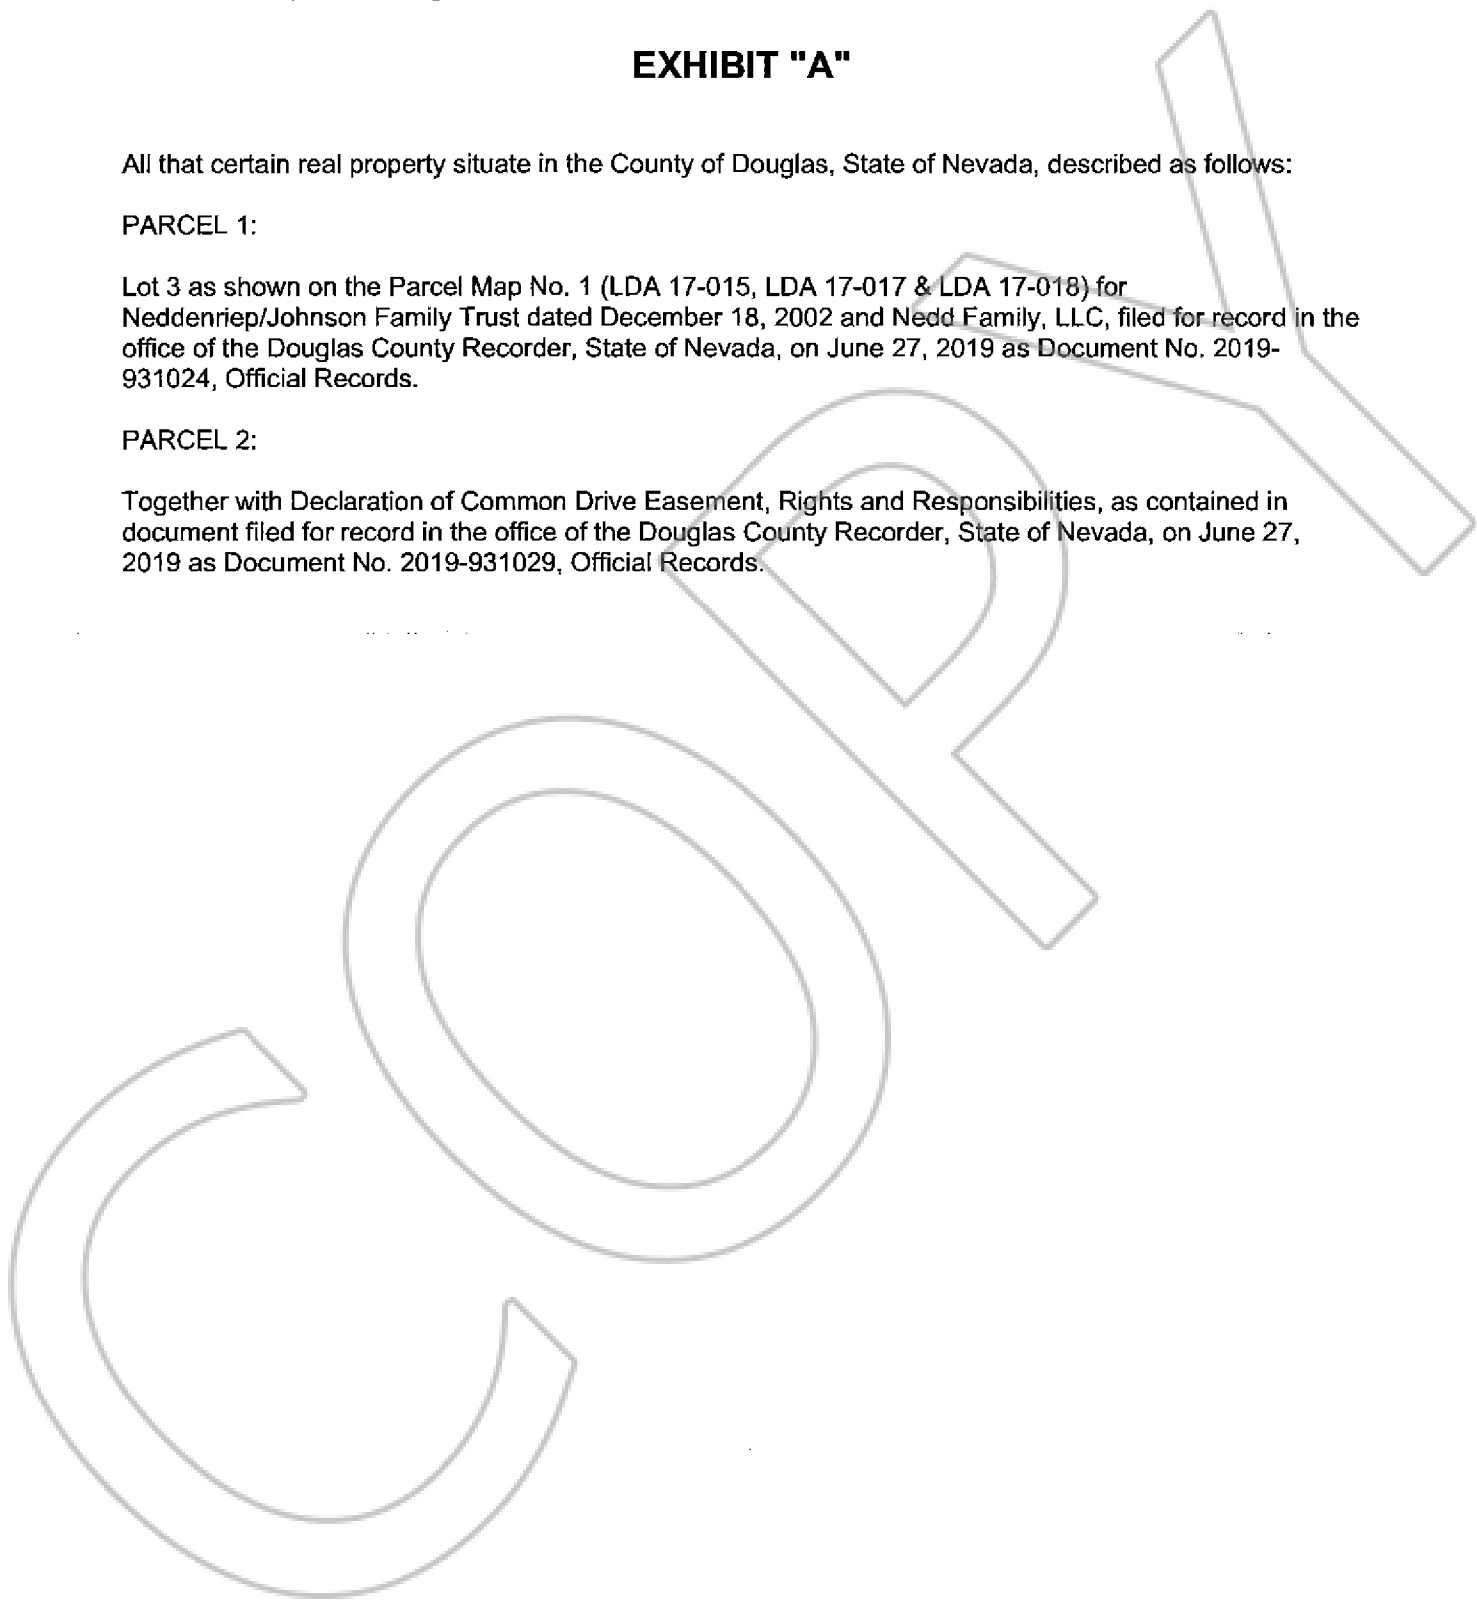 EXHIBIT "A"
All that certain real property situate in the County of Douglas, State of Nevada, described as follows:
PARCEL 1:
Lot 3 as shown on the Parcel Map No. 1 (LDA 17-015, LDA 17-017 & LDA 17-018) for
Neddenriep/Johnson Family Trust dated December 18, 2002 and Nedd Family, LLC, filed for record in the
office of the Douglas County Recorder, State of Nevada, on June 27, 2019 as Document No. 2019-
931024, Official Records.
PARCEL 2:
Together with Declaration of Common Drive Easement, Rights and Responsibilities, as contained in
document filed for record in the office of the Douglas County Recorder, State of Nevada, on June 27,
2019 as Document No. 2019-931029, Official Records.
COPY